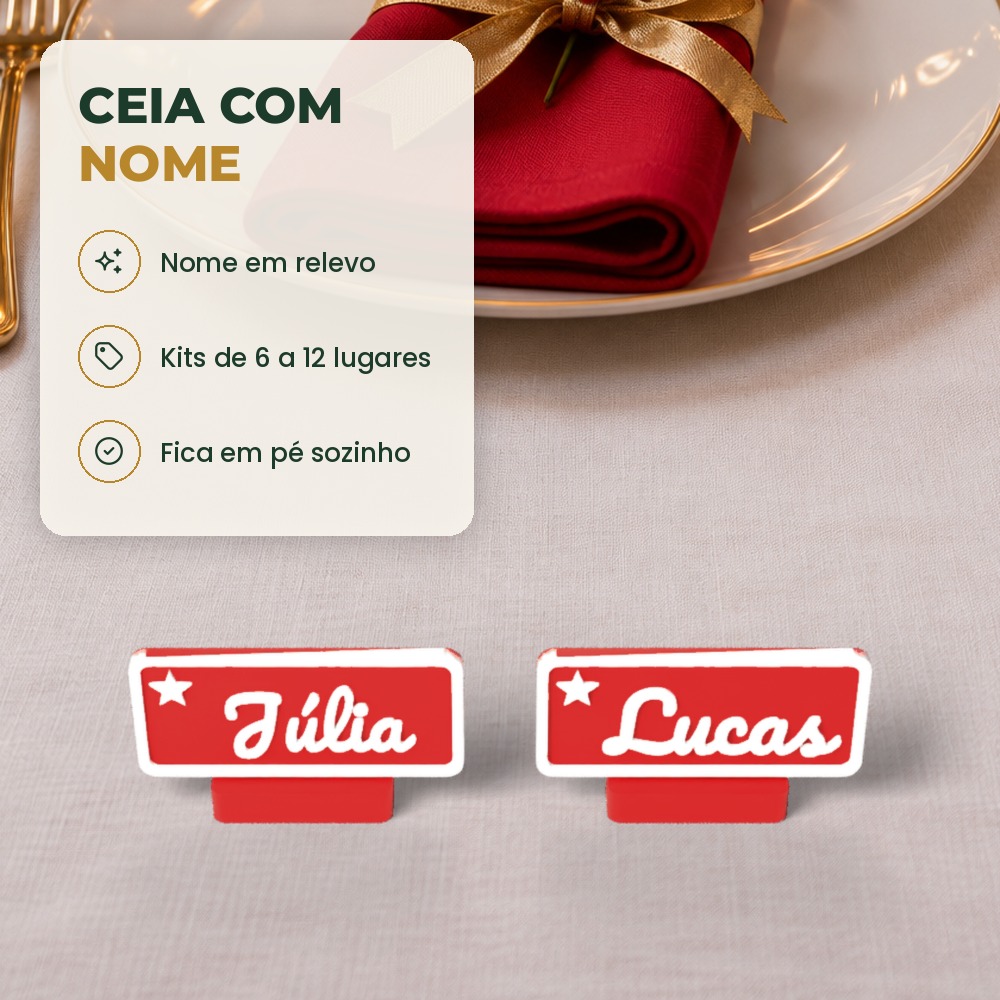 CEIA COM
NOME
Nome em relevo
Kits de 6 a 12 lugares
Fica em pé sozinho
Júlia
Lucas